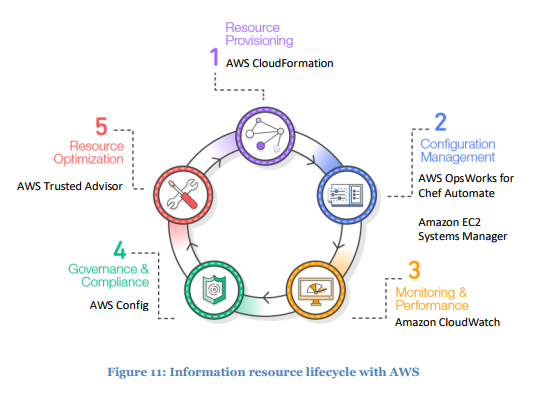 1
Resource
Provisioning
AWS CloudFormation
2
Configuration
Management
AWS OpsWorks for
Chef Automate
Amazon EC2
Systems Manager
3
Monitoring &
Performance
Amazon CloudWatch
4
Governance &
Compliance
AWS Config
5
Resource
Optimization
AWS Trusted Advisor
Figure 11: Information resource lifecycle with AWS